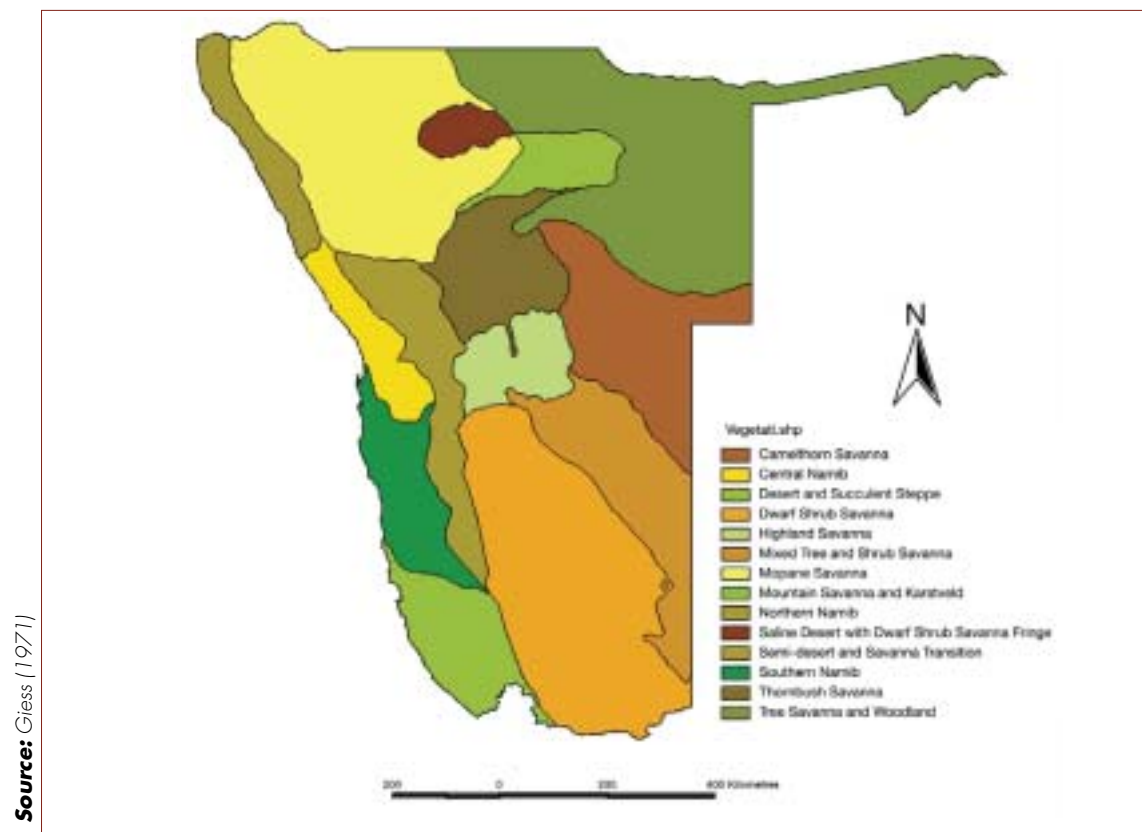 N
Vegetati.shp
Camelthorn Savanna
Central Namib
Desert and Succulent Steppe
Dwarf Shrub Savanna
Highland Savanna
Mixed Tree and Shrub Savanna
Mopane Savanna
Mountain Savanna and Karstveld
Northern Namib
Saline Desert with Dwarf Shrub Savanna Fringe
Semi-desert and Savanna Transition
Southern Namib
Thornbush Savanna
Tree Savanna and Woodland
200 0 200 400 Kilometres
Source: Giess (1971)